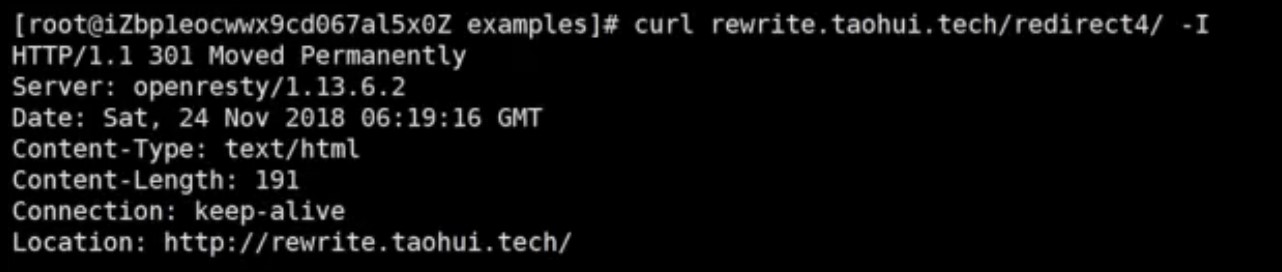 [root@iZbp1eocwwx9cd067al5x0Z examples]# curl rewrite.taohui.tech/redirect4/ -I
HTTP/1.1 301 Moved Permanently
Server: openresty/1.13.6.2
Date: Sat, 24 Nov 2018 06:19:16 GMT
Content-Type: text/html
Content-Length: 191
Connection: keep-alive
Location: http://rewrite.taohui.tech/